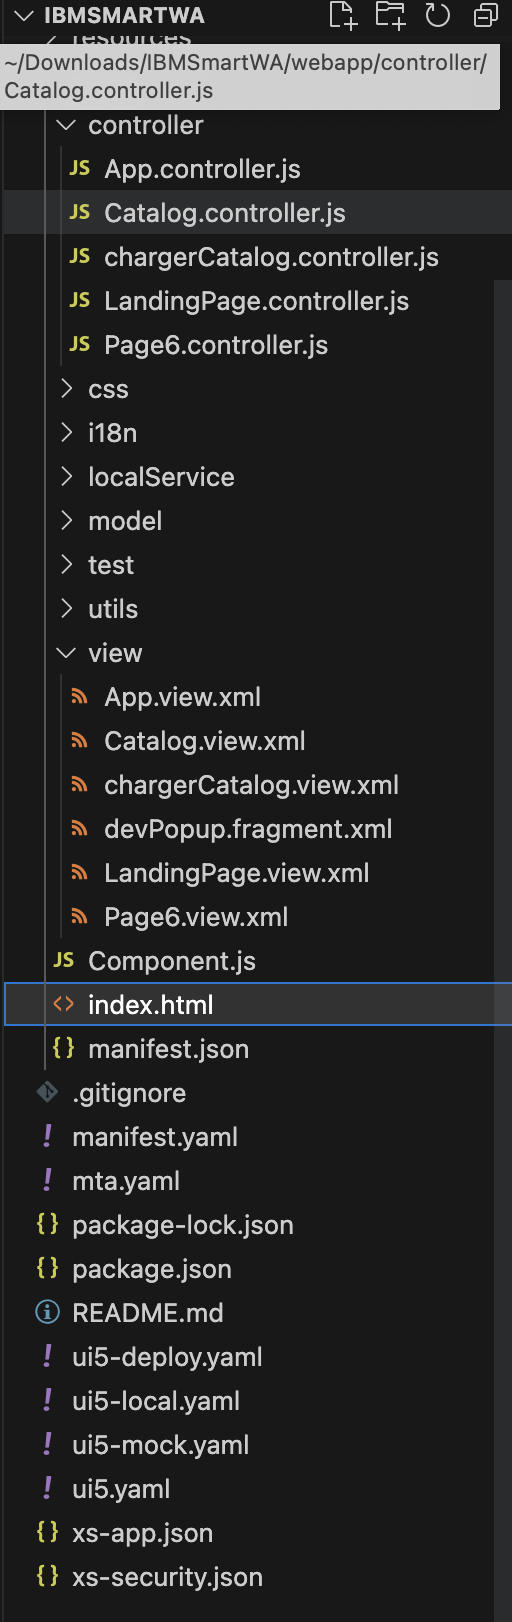 IBMSMARTWA
resources
~/Downloads/IBMSmartWA/webapp/controller/
Catalog.controller.js
controller
JS App.controller.js
JS Catalog.controller.js
JS chargerCatalog.controller.js
JS LandingPage.controller.js
JS Page6.controller.js
css
i18n
localService
model
test
utils
view
App.view.xml
Catalog.view.xml
chargerCatalog.view.xml
devPopup.fragment.xml
LandingPage.view.xml
Page6.view.xml
JS Component.js
<> index.html
{} manifest.json
.gitignore
! manifest.yaml
! mta.yaml
{} package-lock.json
{} package.json
README.md
! ui5-deploy.yaml
! ui5-local.yaml
! ui5-mock.yaml
! ui5.yaml
{} xs-app.json
{} xs-security.json